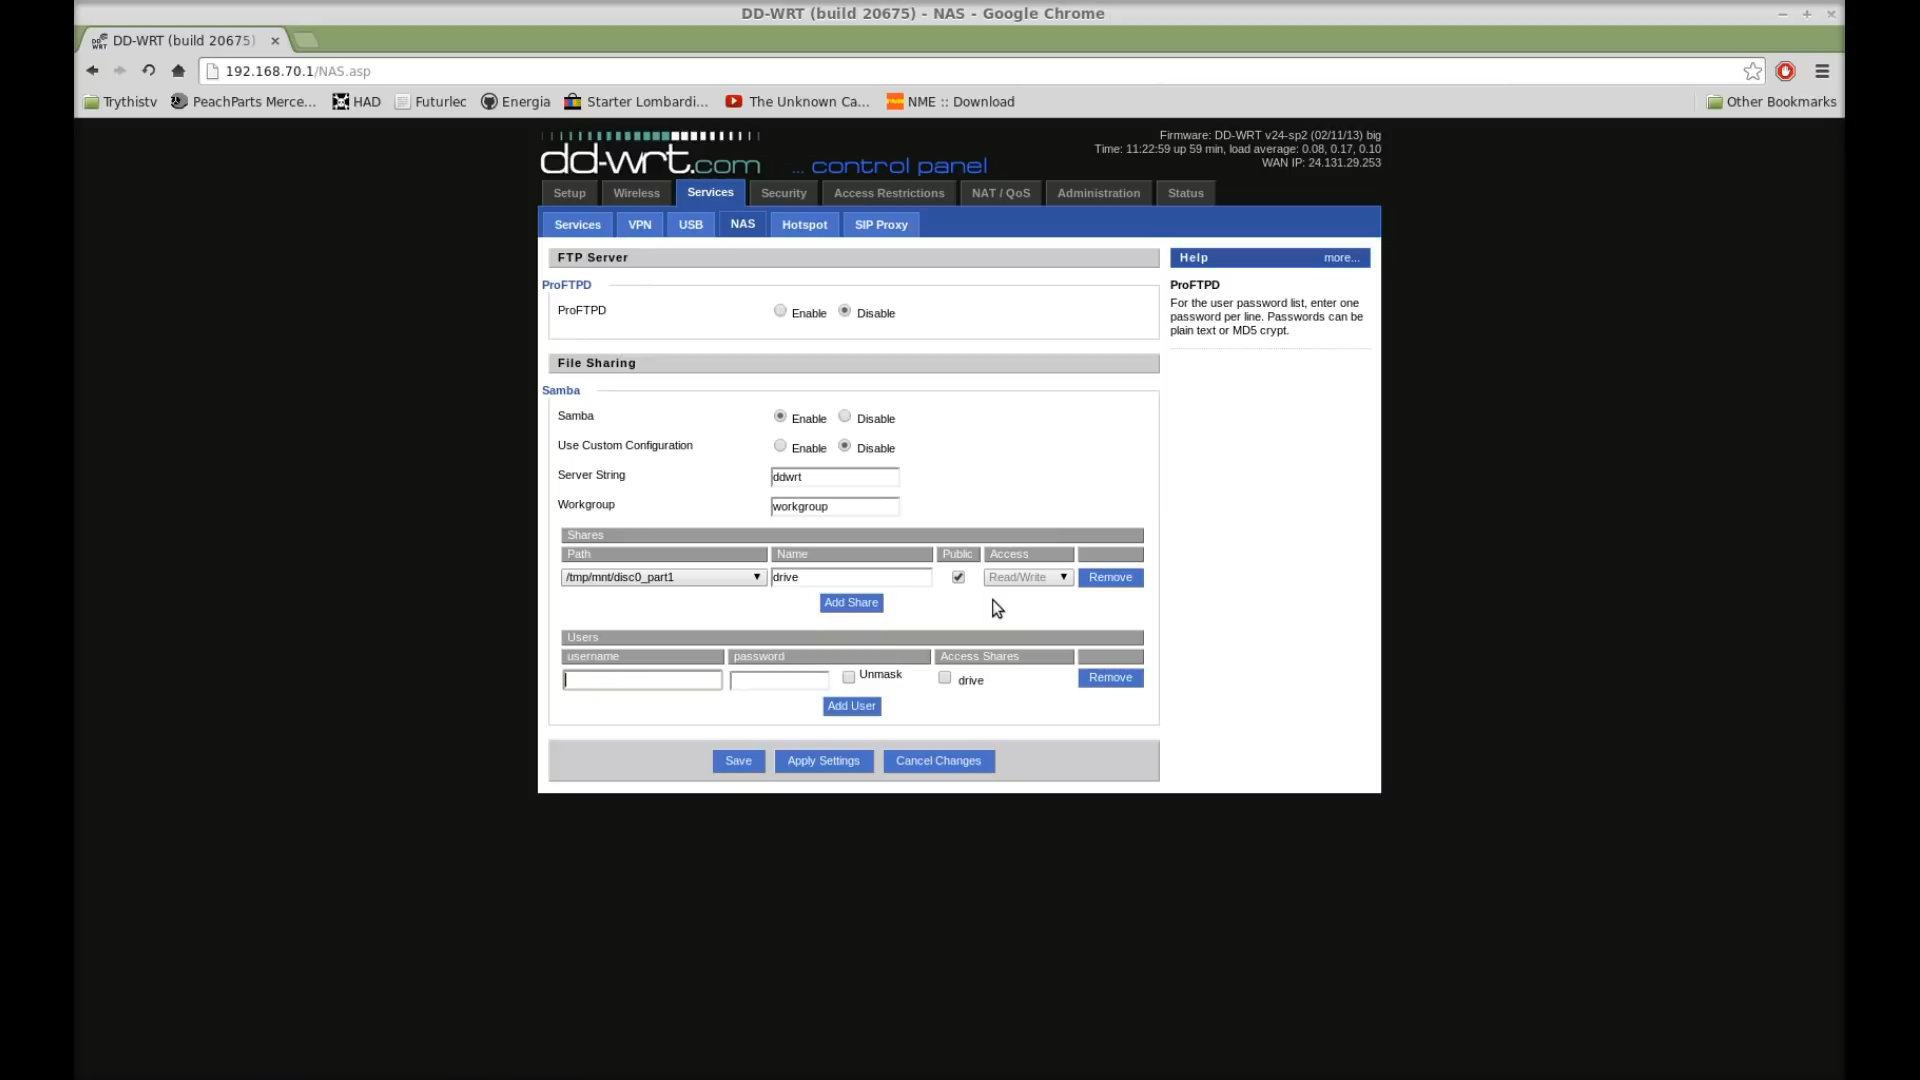 DD-WRT (build 20675) - NAS - Google Chrome
DD-WRT (build 20675)
192.168.70.1/NAS.asp
Trythistv PeachParts Merce... HAD Futurlec Energia Starter Lombardi... The Unknown Ca... NME :: Download Other Bookmarks
Firmware: DD-WRT v24-sp2 (02/11/13) big
Time: 11:22:59 up 59 min, load average: 0.08, 0.17, 0.10
WAN IP: 24.131.29.253
dd-wrt.com ... control panel
Setup Wireless Services Security Access Restrictions NAT / QoS Administration Status
Services VPN USB NAS Hotspot SIP Proxy
FTP Server
ProFTPD
ProFTPD Enable Disable
File Sharing
Samba
Samba Enable Disable
Use Custom Configuration Enable Disable
Server String ddwrt
Workgroup workgroup
Shares
Path Name Public Access
/tmp/mnt/disc0_part1 drive Read/Write Remove
Add Share
Users
username password Access Shares
Unmask drive Remove
Add User
Save Apply Settings Cancel Changes
Help more...
ProFTPD
For the user password list, enter one
password per line. Passwords can be
plain text or MD5 crypt.